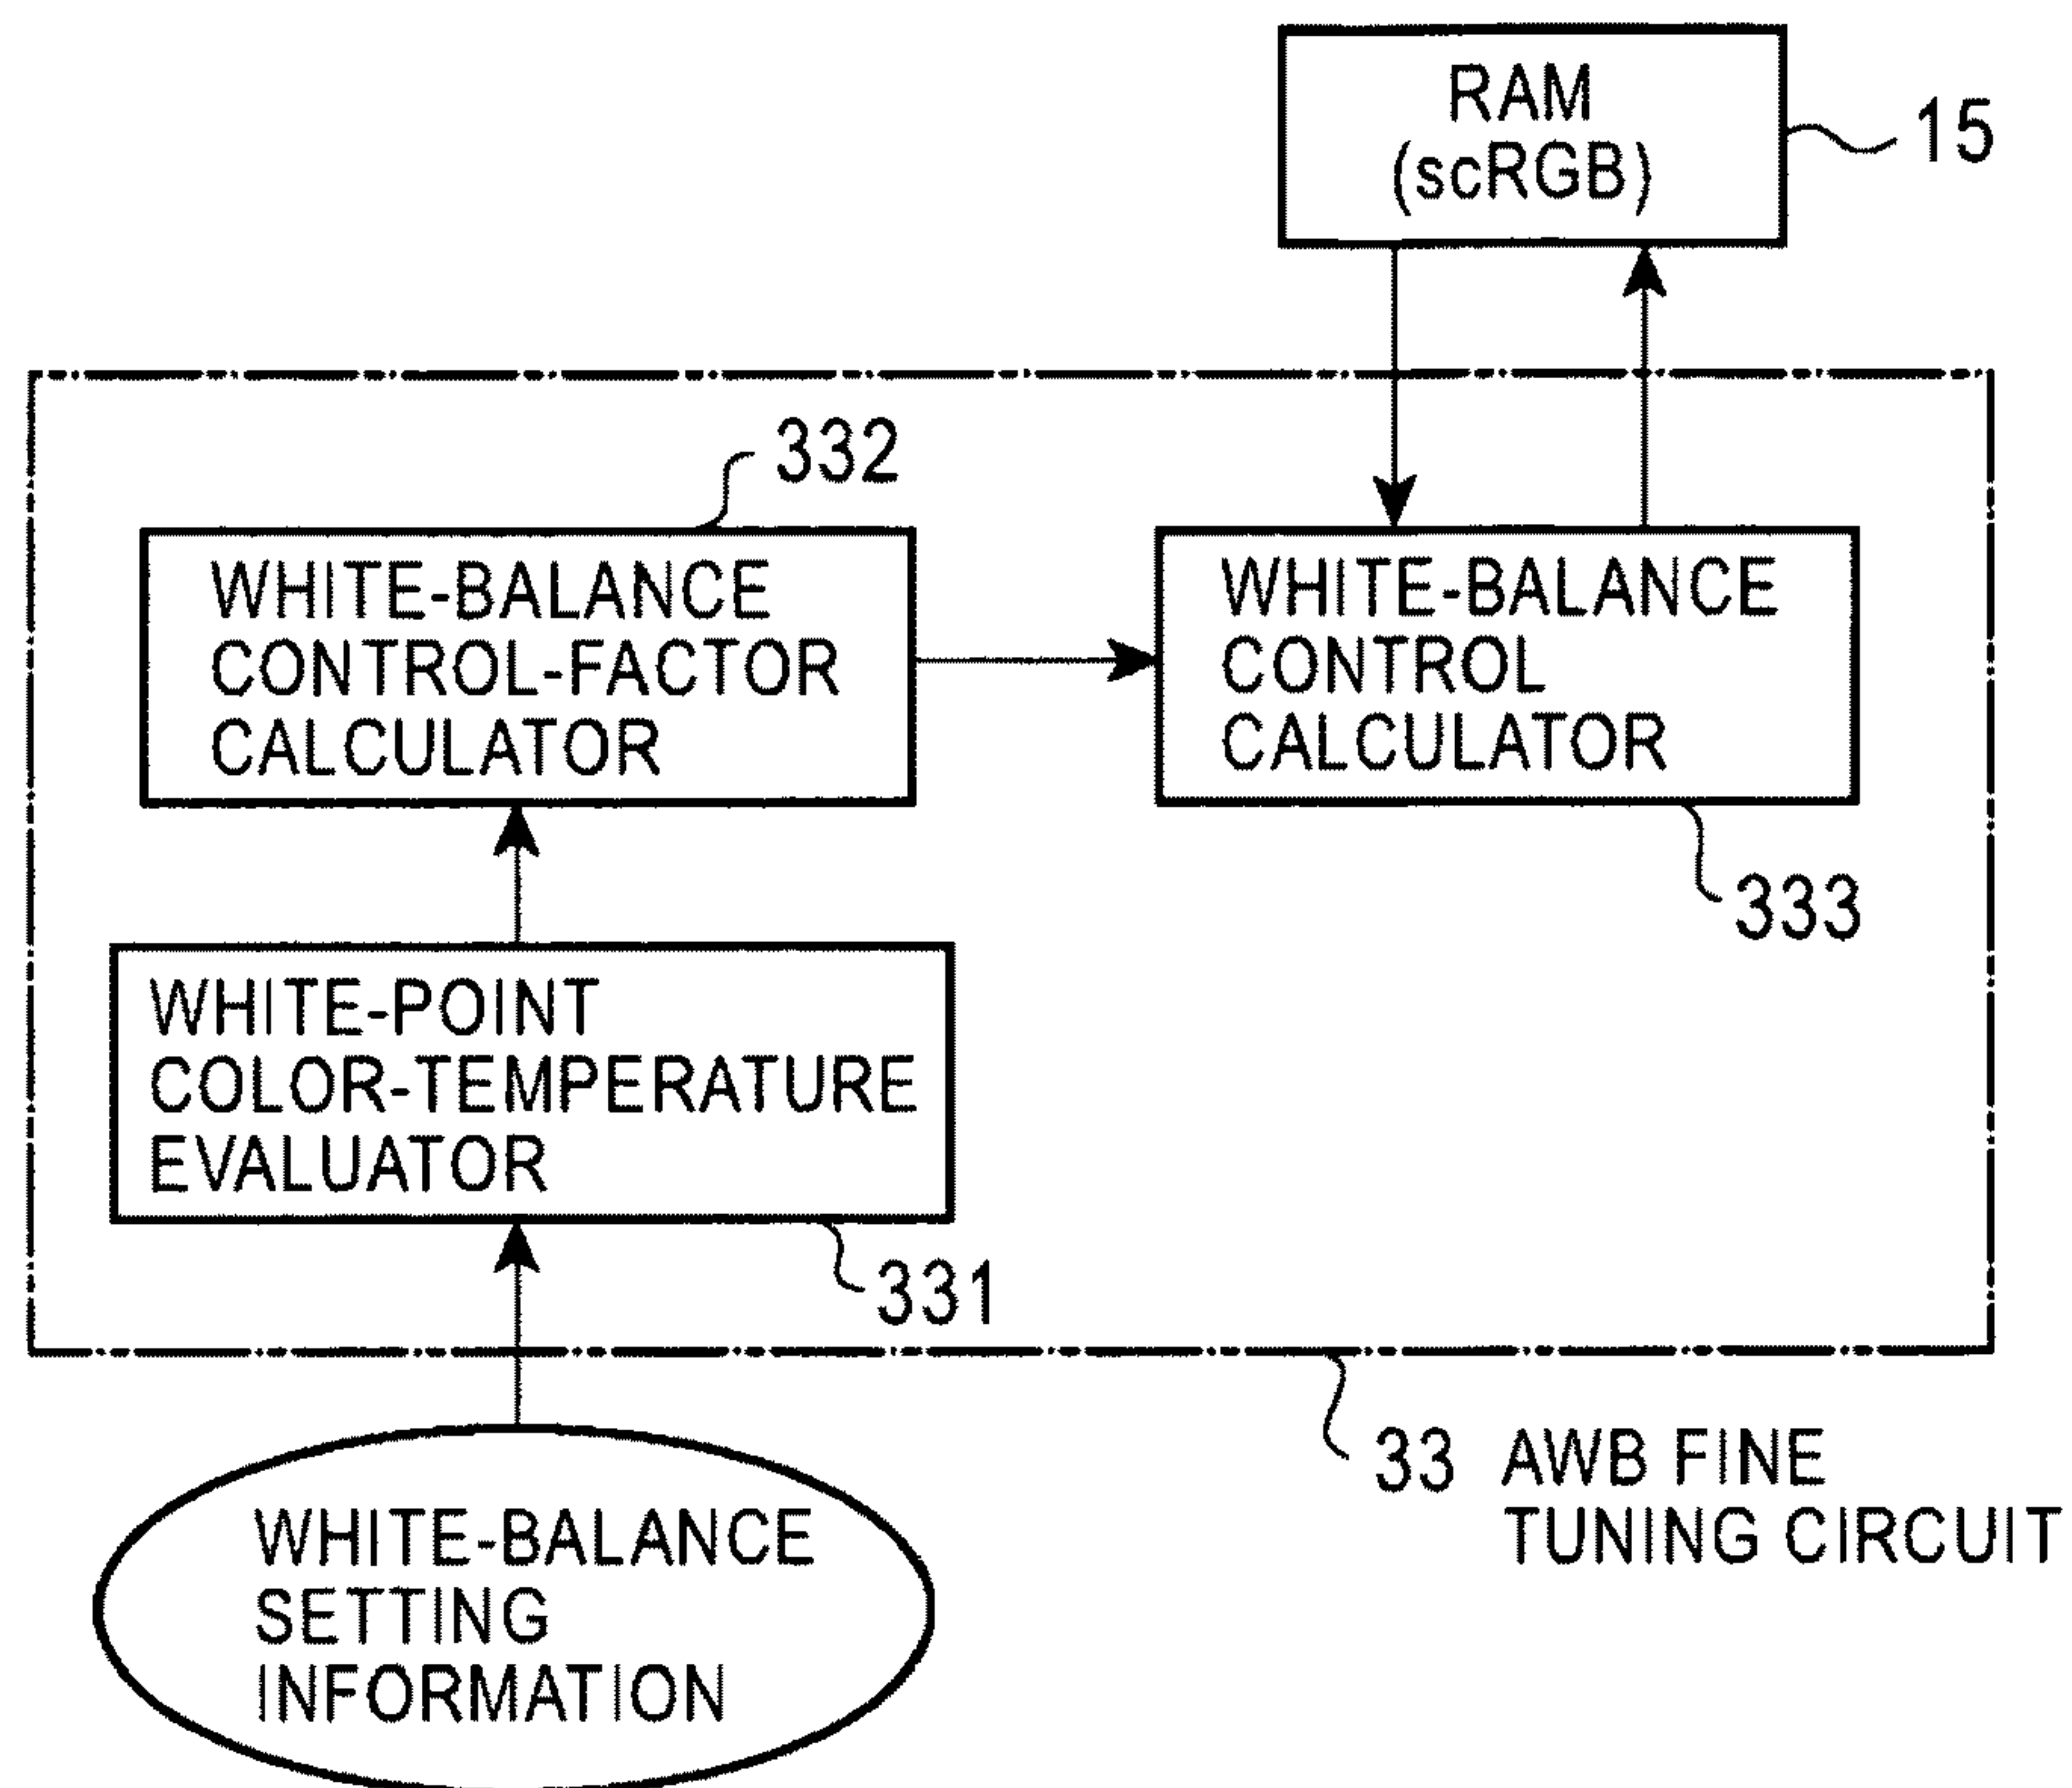 RAM
(scRGB)
15
332
WHITE-BALANCE
CONTROL-FACTOR
CALCULATOR
WHITE-BALANCE
CONTROL
CALCULATOR
333
WHITE-POINT
COLOR-TEMPERATURE
EVALUATOR
331
33 AWB FINE
TUNING CIRCUIT
WHITE-BALANCE
SETTING
INFORMATION